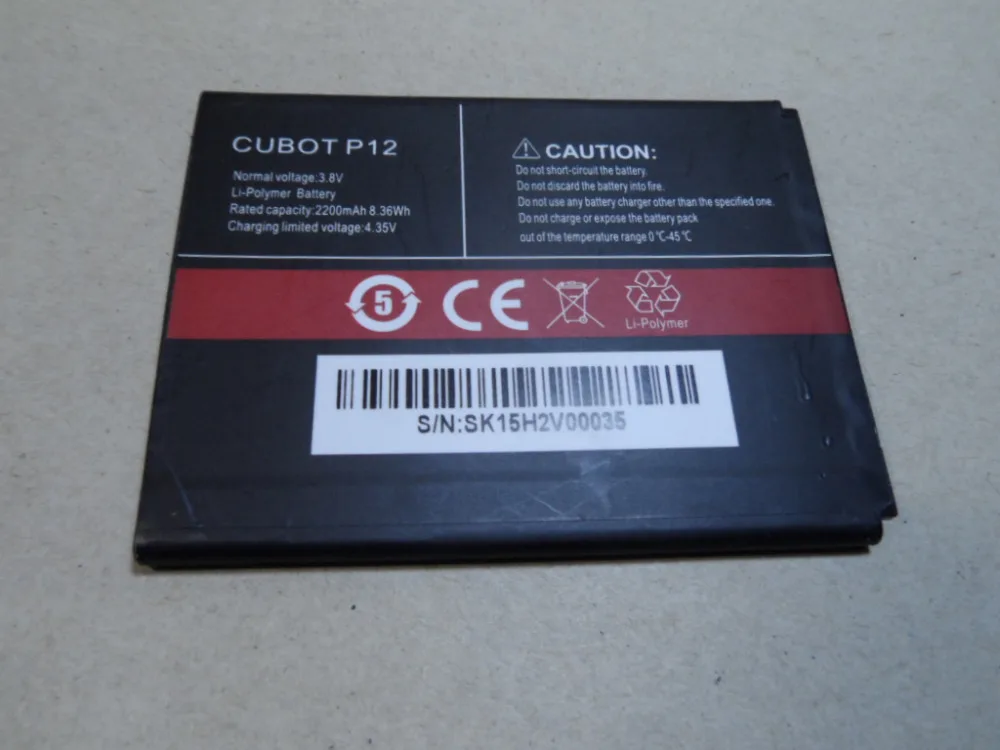 CUBOT P12
Normal voltage:3.8V
Li-Polymer Battery
Rated capacity:2200mAh 8.36Wh
Charging limited voltage:4.35V
CAUTION:
Do not short-circuit the battery.
Do not discard the battery into fire.
Do not use any battery charger other than the specified one.
Do not charge or expose the battery pack
out of the temperature range 0℃-45℃
5
CE
Li-Polymer
S/N:SK15H2V00035